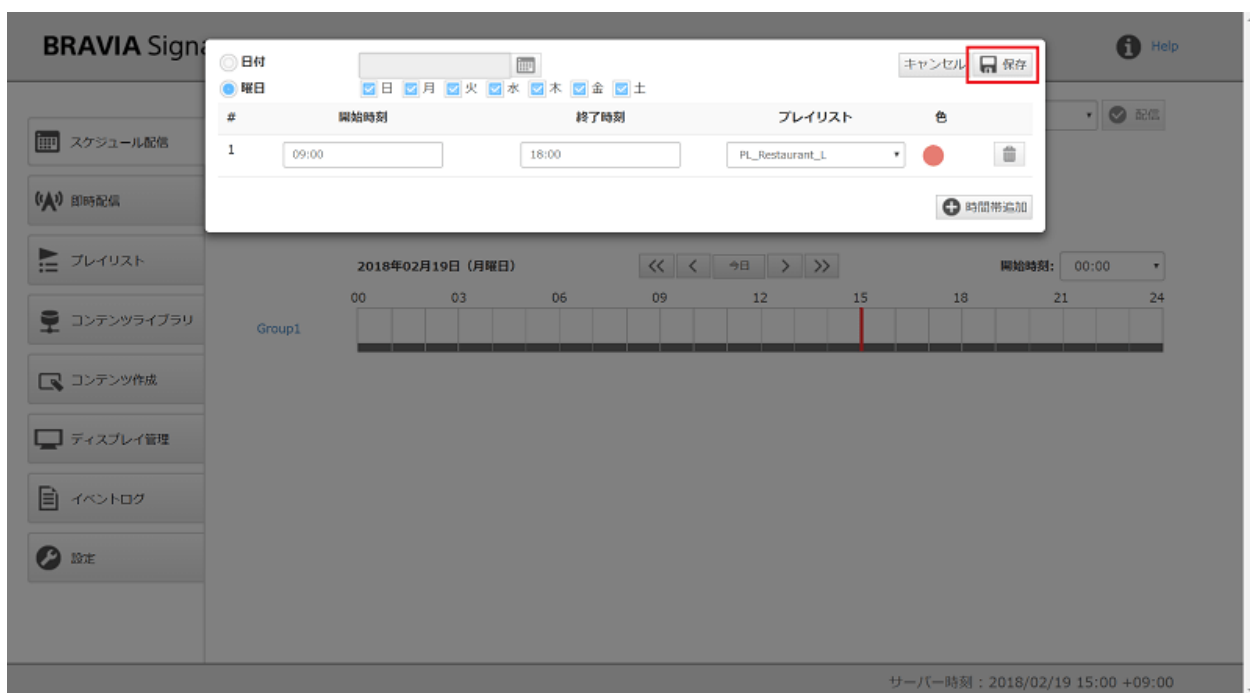 BRAVIA Signa
Help
日付
キャンセル 保存
曜日 日 月 火 水 木 金 土
# 開始時刻 終了時刻 プレイリスト 色
1 09:00 18:00 PL_Restaurant_L
時間帯追加
配信
スケジュール配信
即時配信
プレイリスト
コンテンツライブラリ
コンテンツ作成
ディスプレイ管理
イベントログ
設定
2018年02月19日（月曜日） << < 今日 > >> 開始時刻: 00:00
00 03 06 09 12 15 18 21 24
Group1
サーバー時刻：2018/02/19 15:00 +09:00